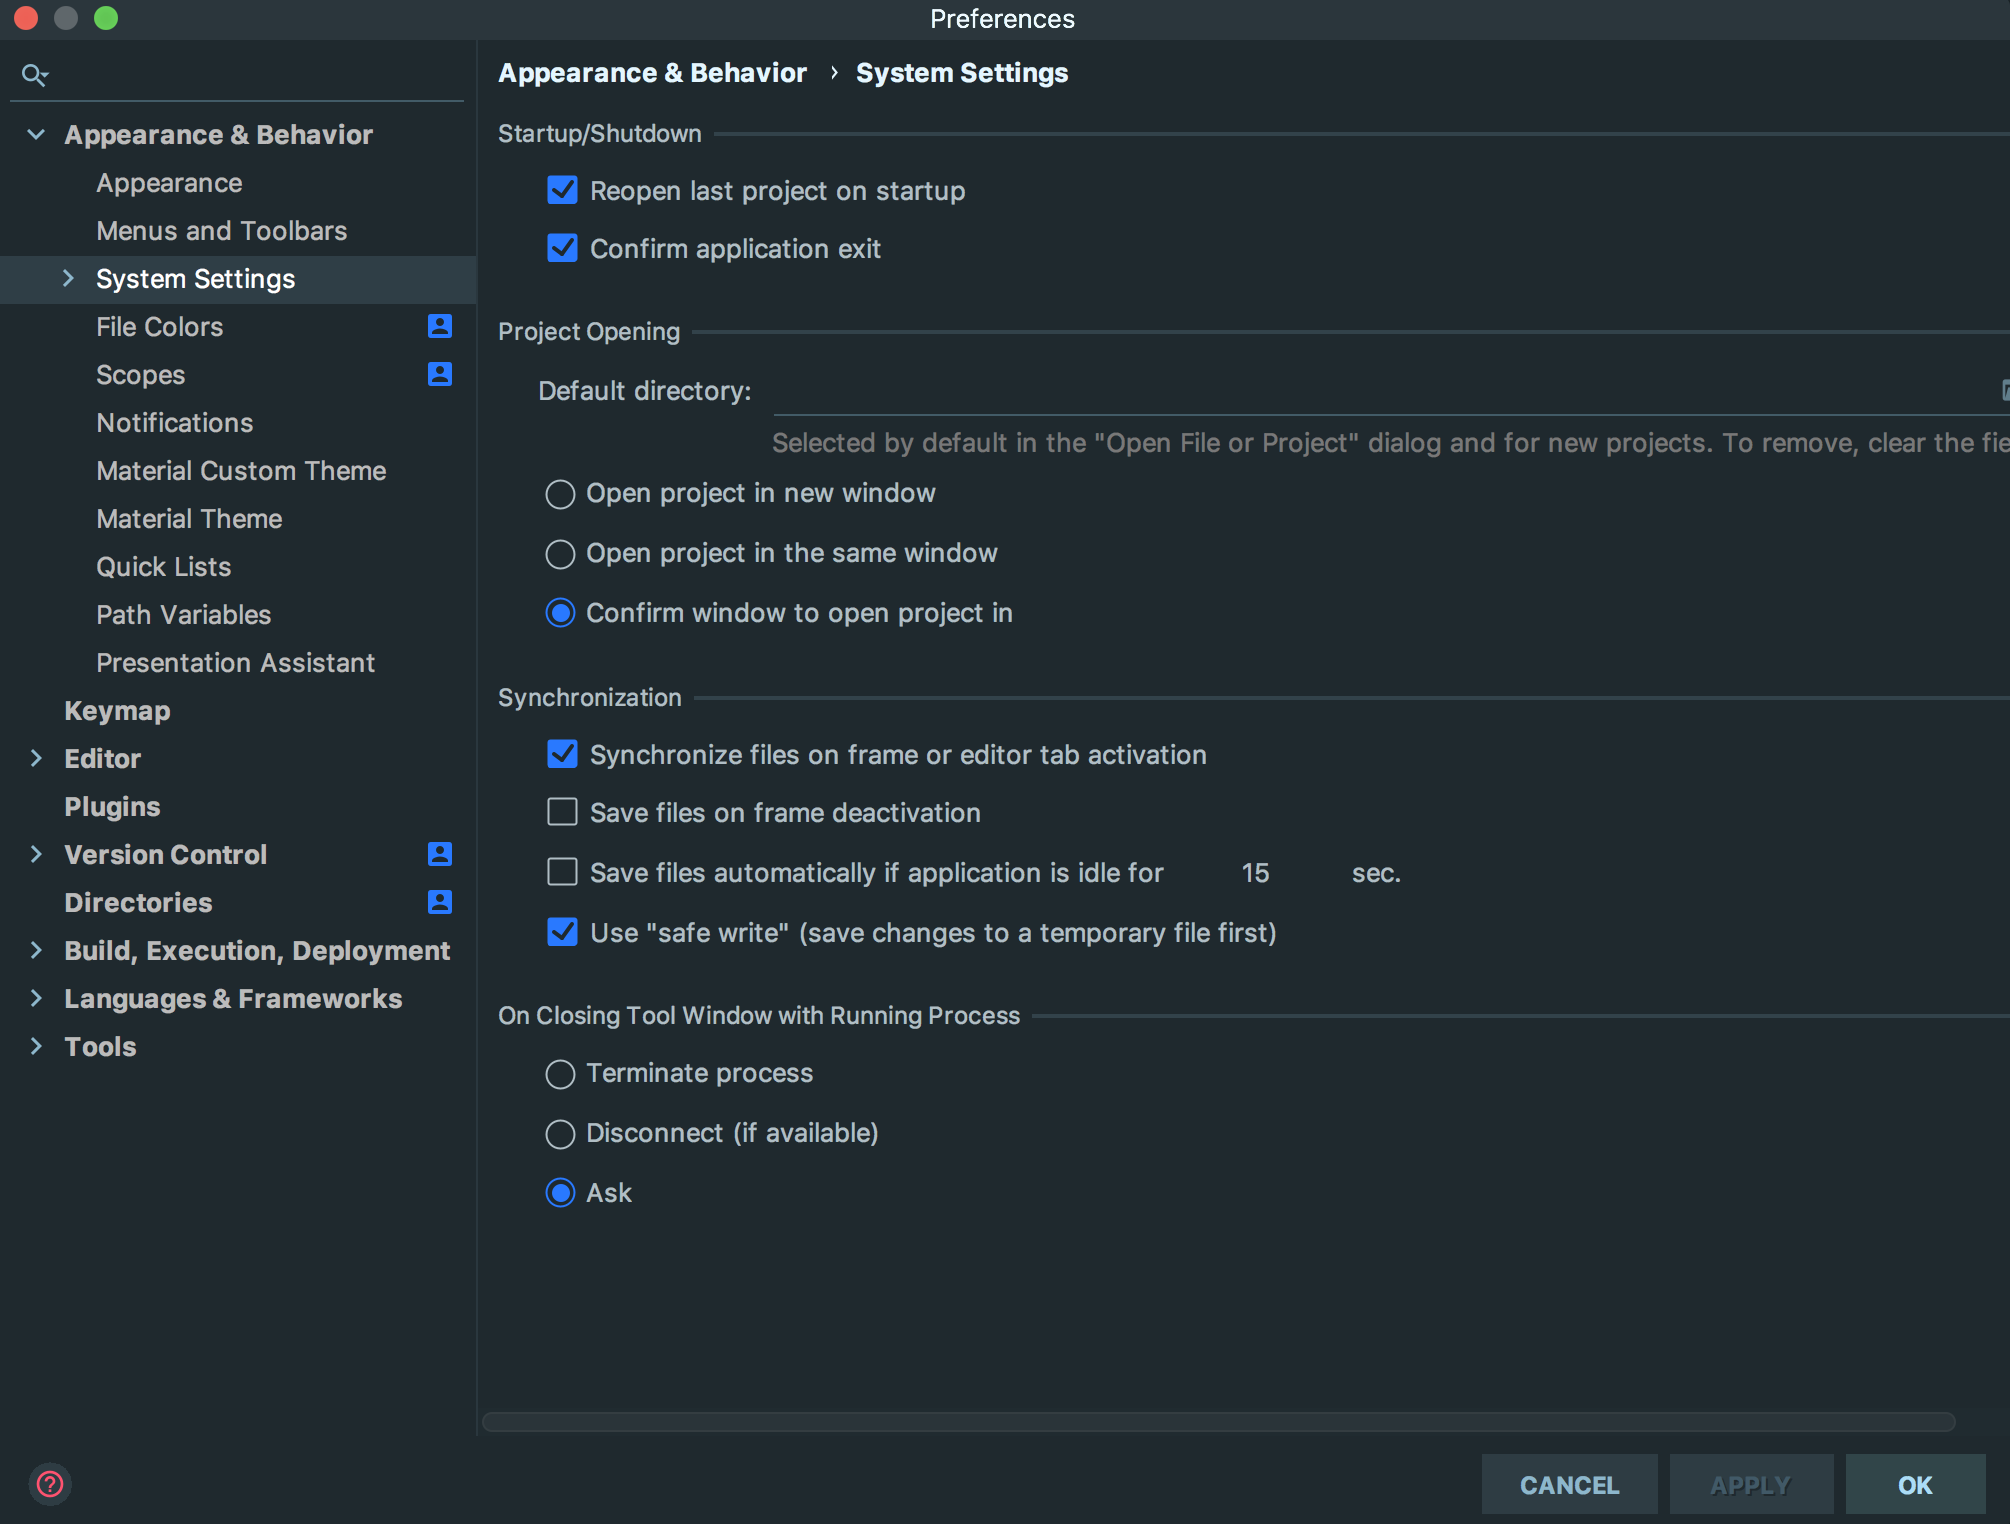 Preferences
Appearance & Behavior
Appearance
Menus and Toolbars
System Settings
File Colors
Scopes
Notifications
Material Custom Theme
Material Theme
Quick Lists
Path Variables
Presentation Assistant
Keymap
Editor
Plugins
Version Control
Directories
Build, Execution, Deployment
Languages & Frameworks
Tools
Appearance & Behavior › System Settings
Startup/Shutdown
Reopen last project on startup
Confirm application exit
Project Opening
Default directory:
Selected by default in the "Open File or Project" dialog and for new projects. To remove, clear the fie
Open project in new window
Open project in the same window
Confirm window to open project in
Synchronization
Synchronize files on frame or editor tab activation
Save files on frame deactivation
Save files automatically if application is idle for 15 sec.
Use "safe write" (save changes to a temporary file first)
On Closing Tool Window with Running Process
Terminate process
Disconnect (if available)
Ask
?
CANCEL APPLY OK